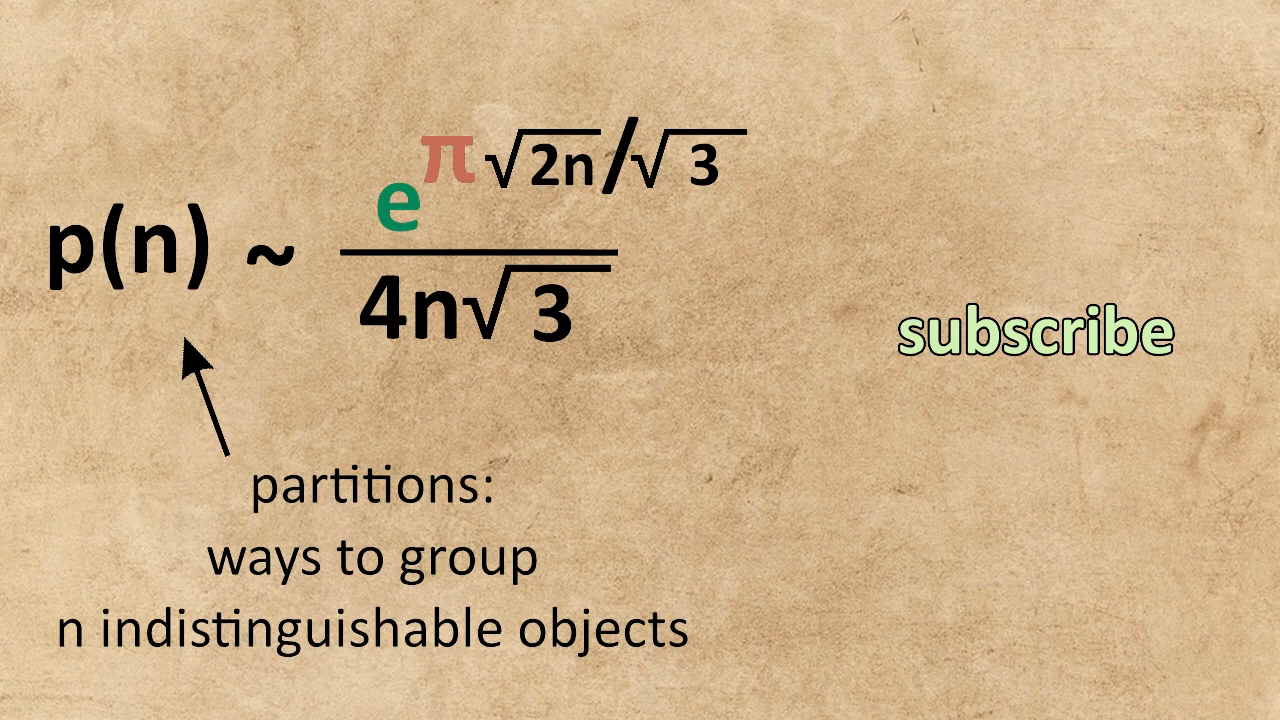 p(n) ~ e^π√2n/√3 / 4n√3
subscribe
partitions:
ways to group
n indistinguishable objects